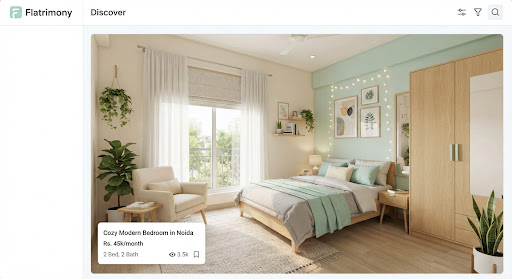 Flatrimony
Discover
Cozy Modern Bedroom in Noida
Rs. 45k/month
2 Bed, 2 Bath
3.5k